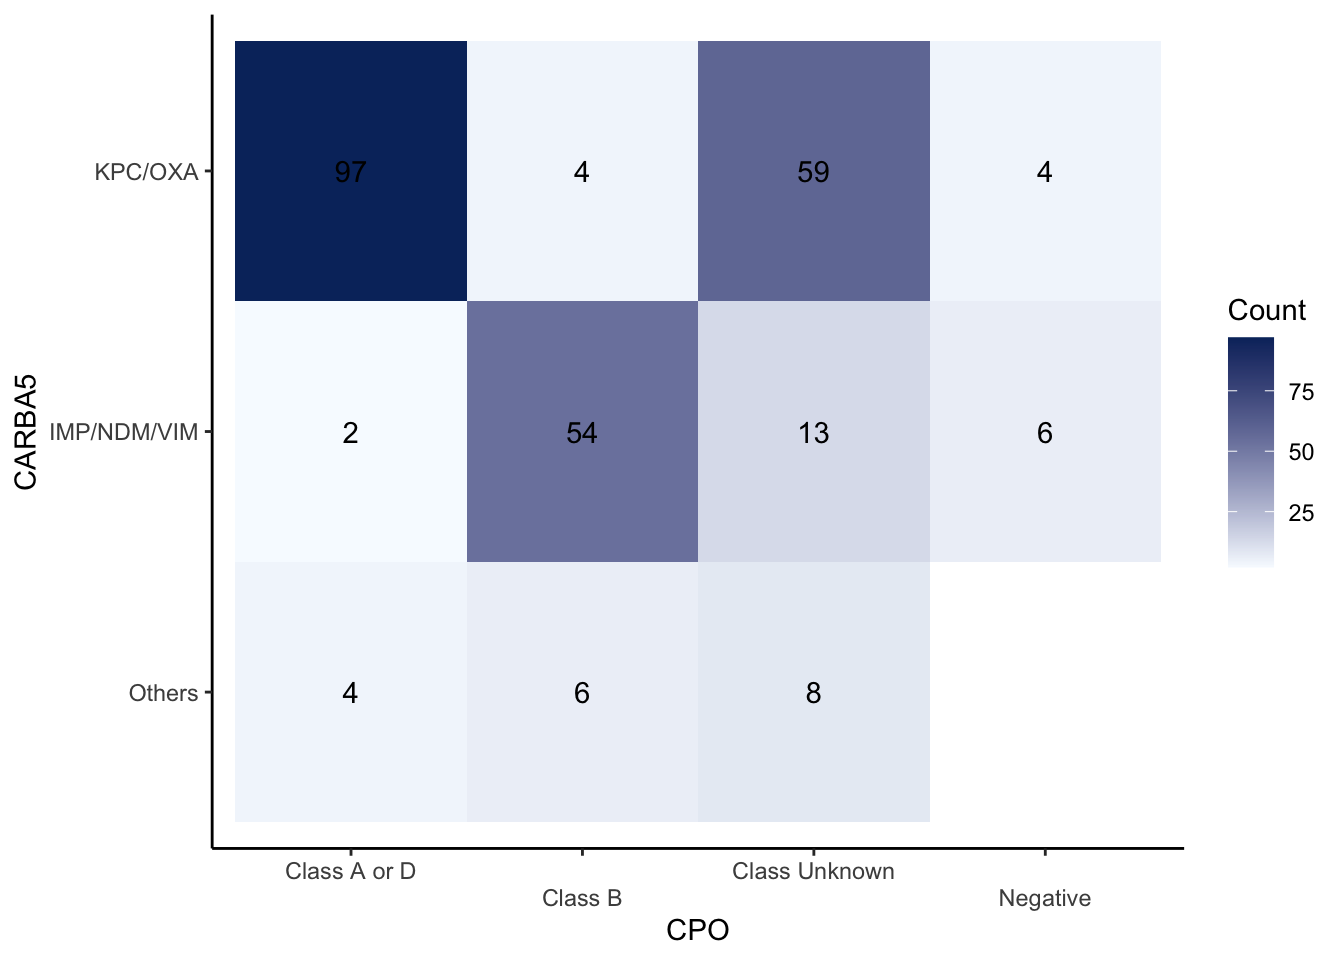 KPC/OXA
97
4
59
4
Count
75
50
25
CARBA5
IMP/NDM/VIM
2
54
13
6
Others
4
6
8
Class A or D
Class B
Class Unknown
Negative
CPO